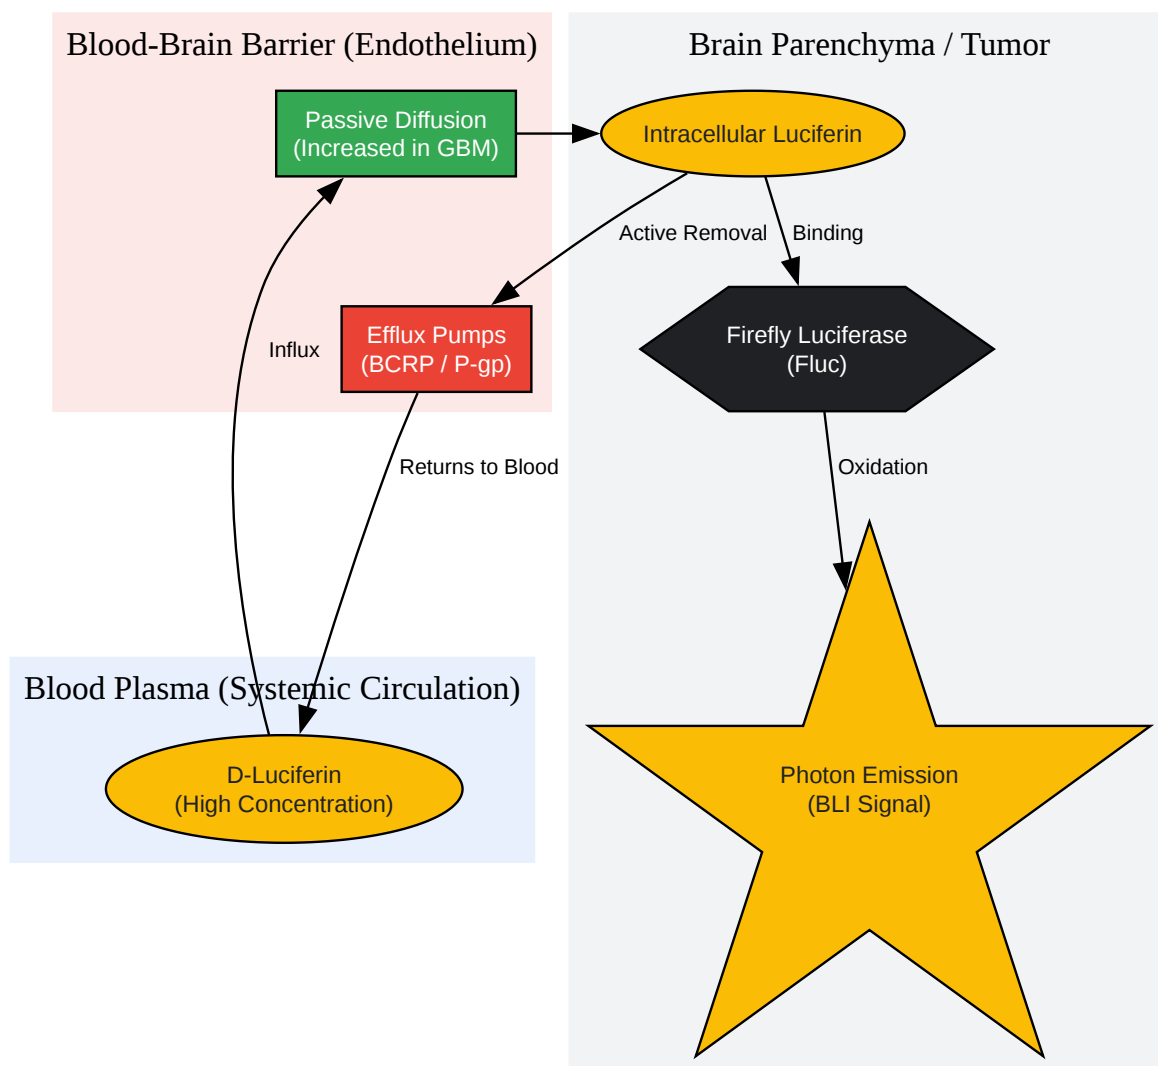 Blood-Brain Barrier (Endothelium)
Brain Parenchyma / Tumor
Passive Diffusion
(Increased in GBM)
Intracellular Luciferin
Active Removal
Binding
Efflux Pumps
(BCRP / P-gp)
Influx
Firefly Luciferase
(Fluc)
Returns to Blood
Oxidation
Blood Plasma (Systemic Circulation)
D-Luciferin
(High Concentration)
Photon Emission
(BLI Signal)